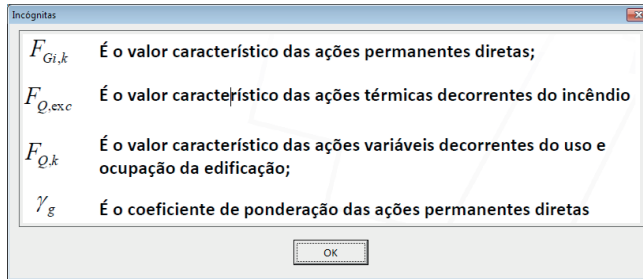 Incógnitas
F_{Gi,k} É o valor característico das ações permanentes diretas;
F_{Q,exc} É o valor característico das ações térmicas decorrentes do incêndio
F_{Q,k} É o valor característico das ações variáveis decorrentes do uso e
ocupação da edificação;
γ_g É o coeficiente de ponderação das ações permanentes diretas
OK